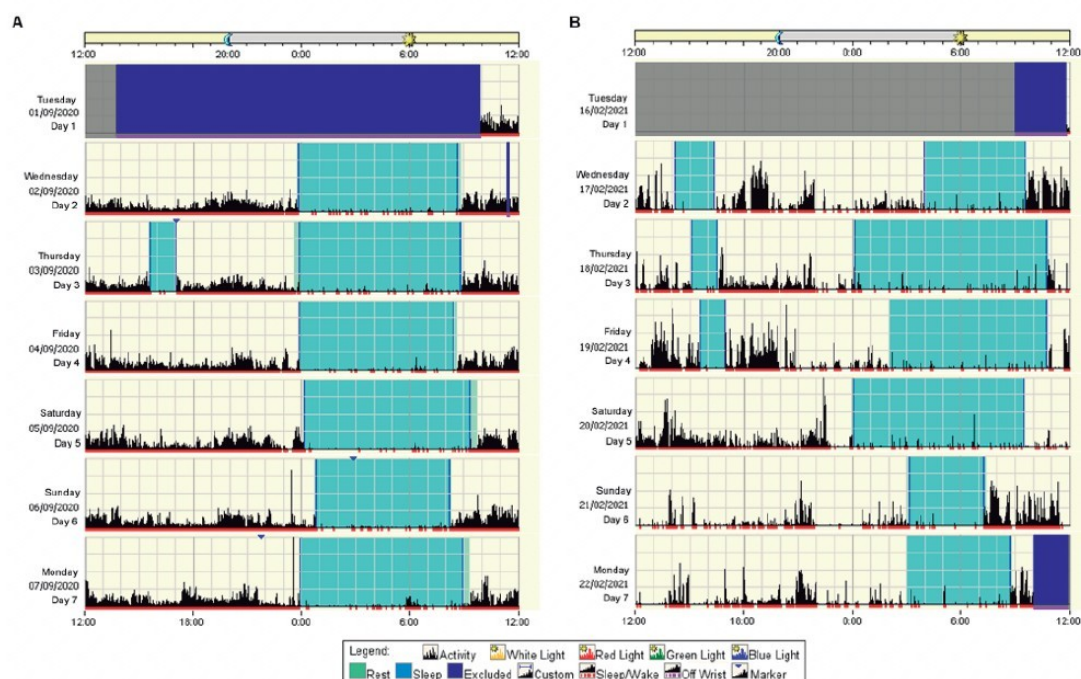 A
12:00 20:00 0:00 6:00 12:00
Tuesday
01/09/2020
Day 1
Wednesday
02/09/2020
Day 2
Thursday
03/09/2020
Day 3
Friday
04/09/2020
Day 4
Saturday
05/09/2020
Day 5
Sunday
06/09/2020
Day 6
Monday
07/09/2020
Day 7
12:00 18:00 0:00 6:00 12:00
B
12:00 20:00 0:00 6:00 12:00
Tuesday
16/02/2021
Day 1
Wednesday
17/02/2021
Day 2
Thursday
18/02/2021
Day 3
Friday
19/02/2021
Day 4
Saturday
20/02/2021
Day 5
Sunday
21/02/2021
Day 6
Monday
22/02/2021
Day 7
12:00 18:00 0:00 6:00 12:00
Legend: Activity White Light Red Light Green Light Blue Light
Rest Sleep Excluded Custom Sleep/Wake Off Wrist Marker